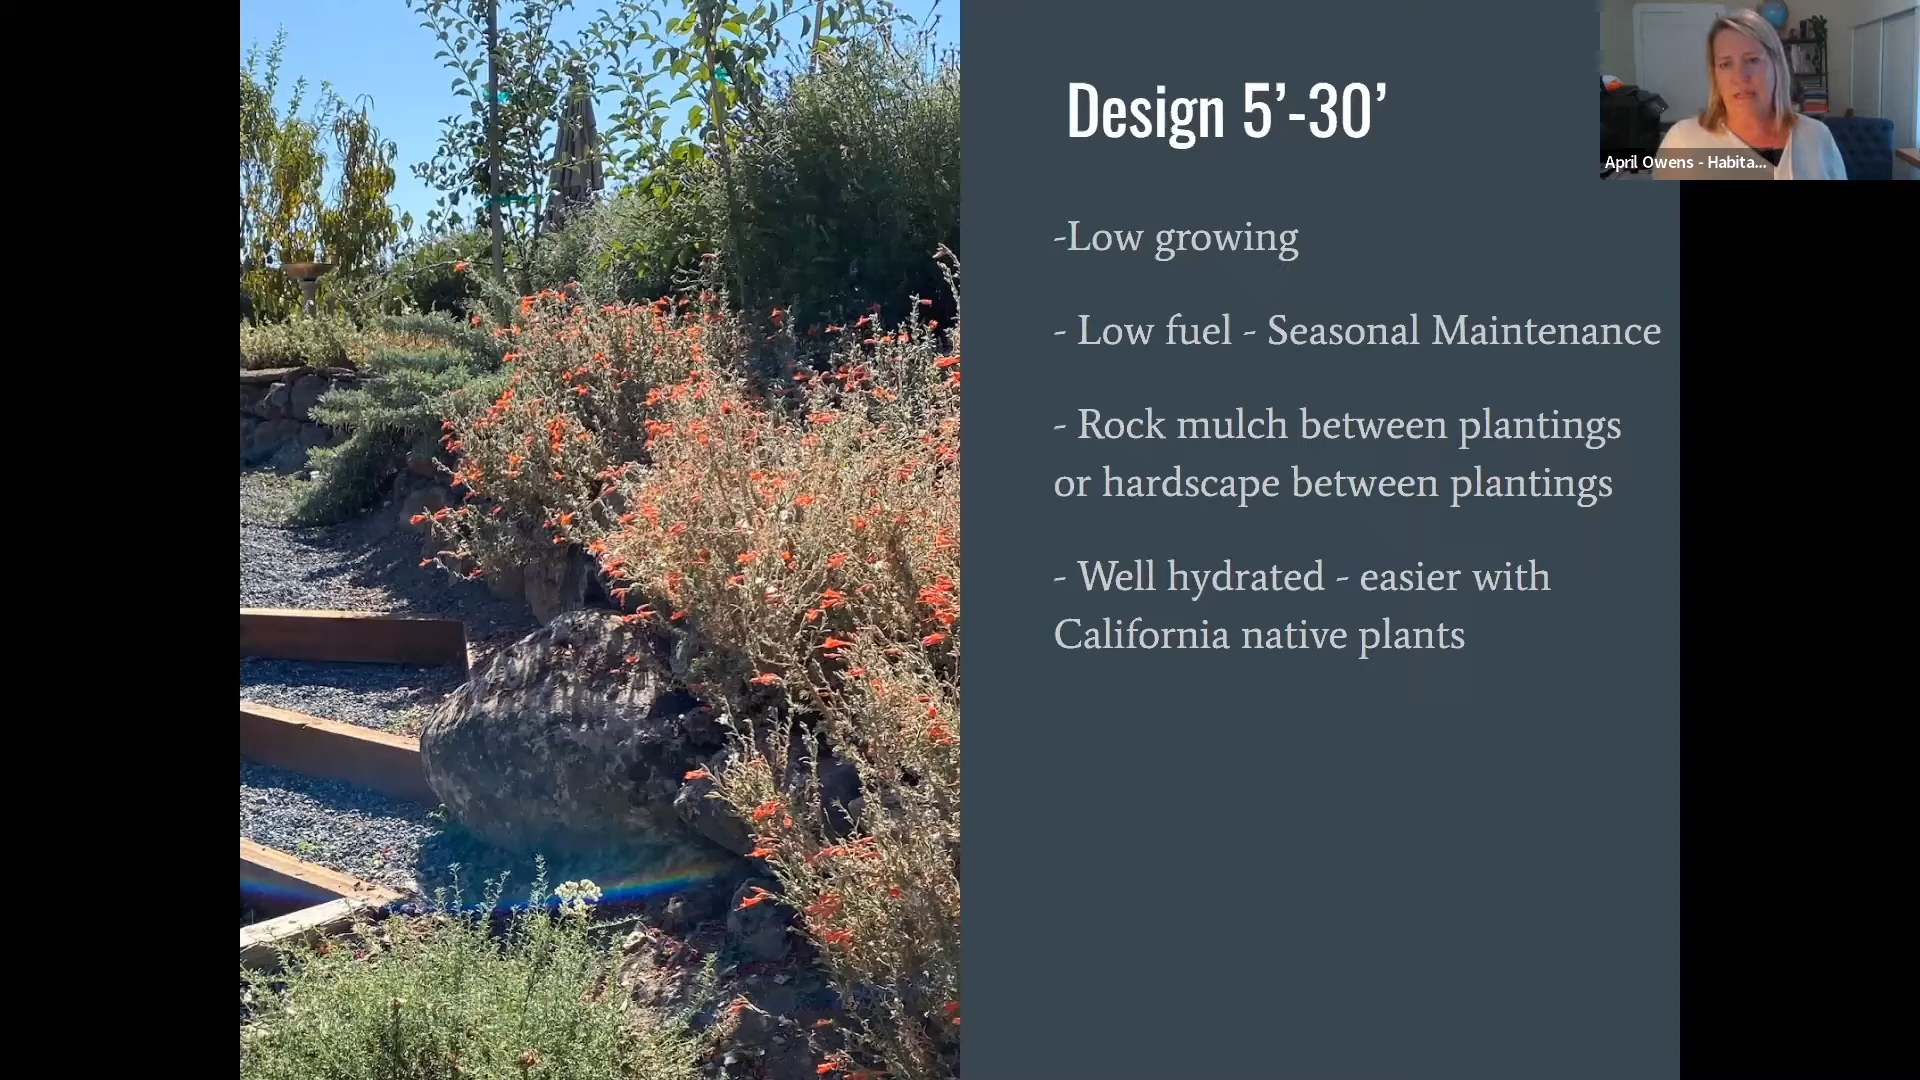 Design 5’-30’
April Owens - Habita...
-Low growing
- Low fuel - Seasonal Maintenance
- Rock mulch between plantings
or hardscape between plantings
- Well hydrated - easier with
California native plants